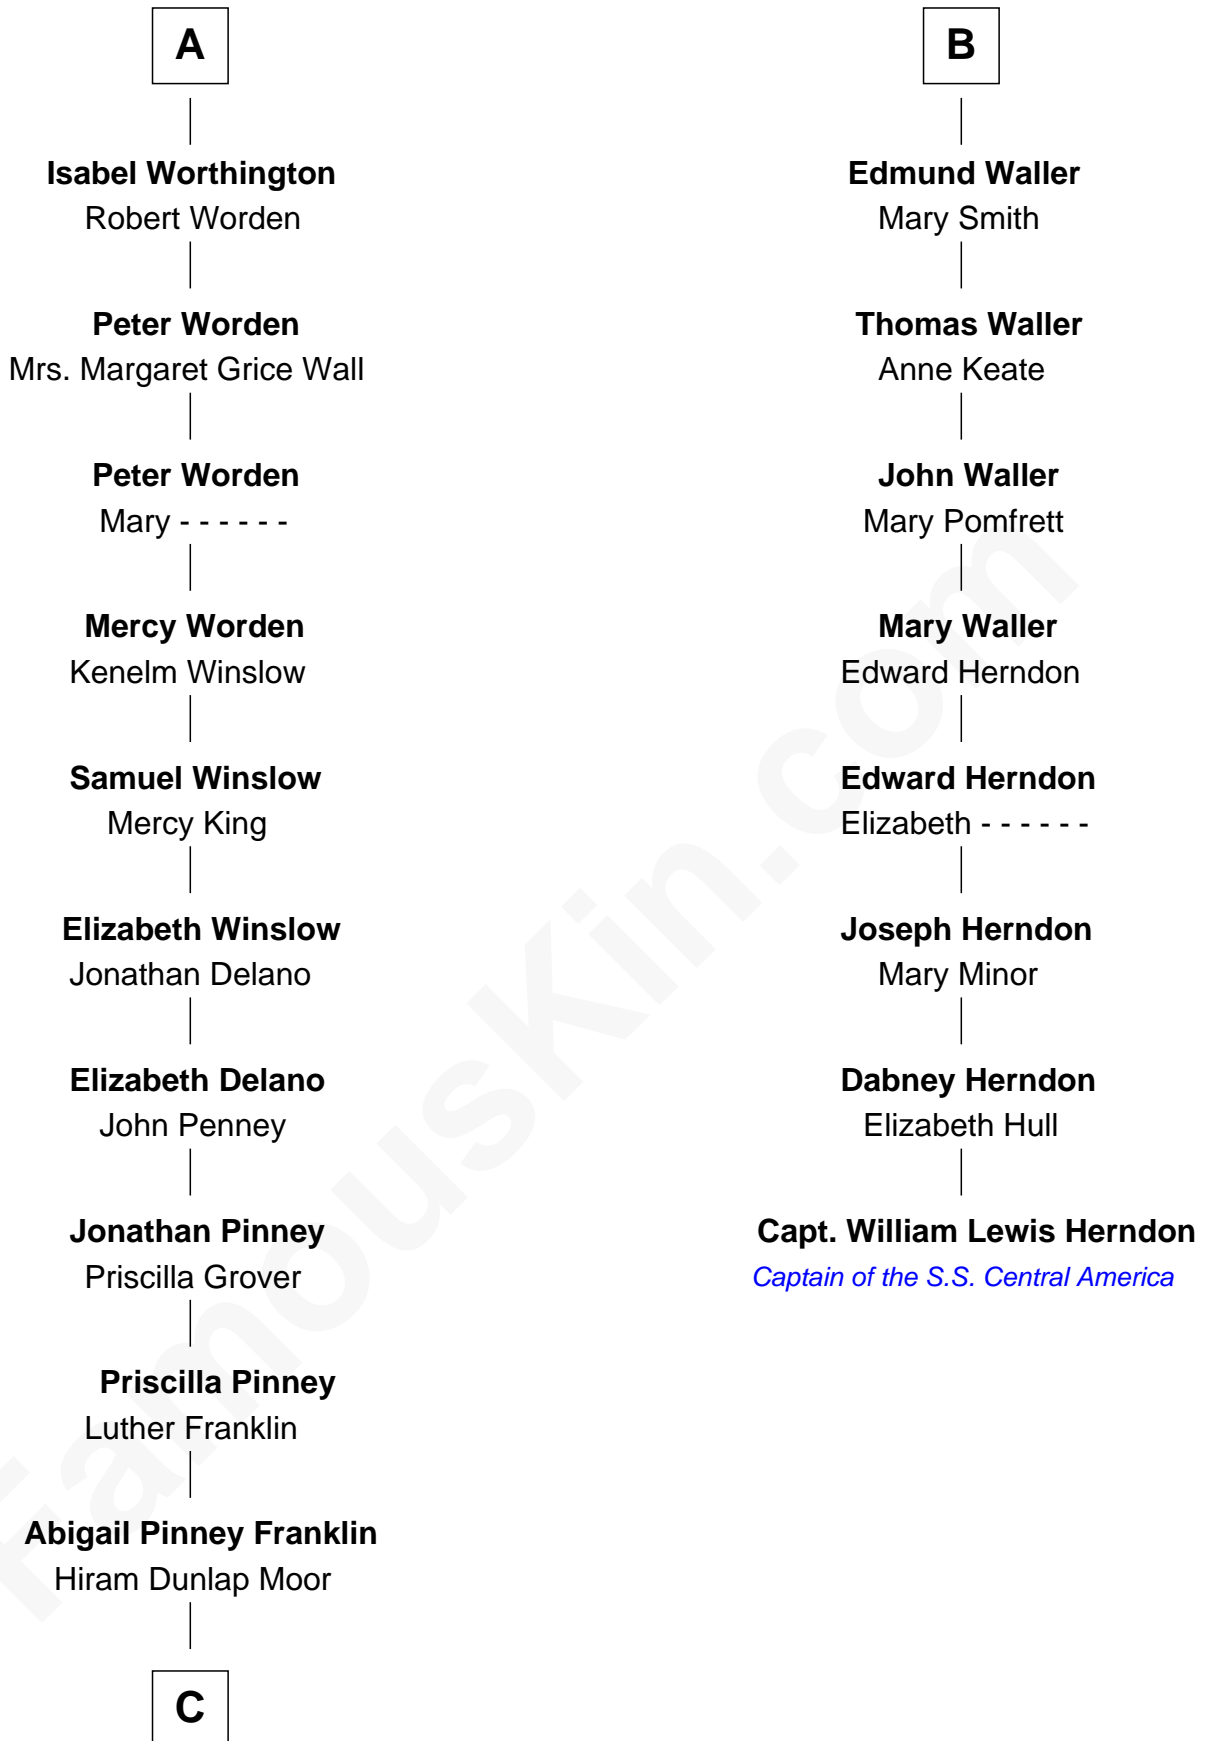 A
Isabel Worthington
Robert Worden
Peter Worden
Mrs. Margaret Grice Wall
Peter Worden
Mary - - - - - -
Mercy Worden
Kenelm Winslow
Samuel Winslow
Mercy King
Elizabeth Winslow
Jonathan Delano
Elizabeth Delano
John Penney
Jonathan Pinney
Priscilla Grover
Priscilla Pinney
Luther Franklin
Abigail Pinney Franklin
Hiram Dunlap Moor
C
B
Edmund Waller
Mary Smith
Thomas Waller
Anne Keate
John Waller
Mary Pomfrett
Mary Waller
Edward Herndon
Edward Herndon
Elizabeth - - - - - -
Joseph Herndon
Mary Minor
Dabney Herndon
Elizabeth Hull
Capt. William Lewis Herndon
Captain of the S.S. Central America
FamousKin.com